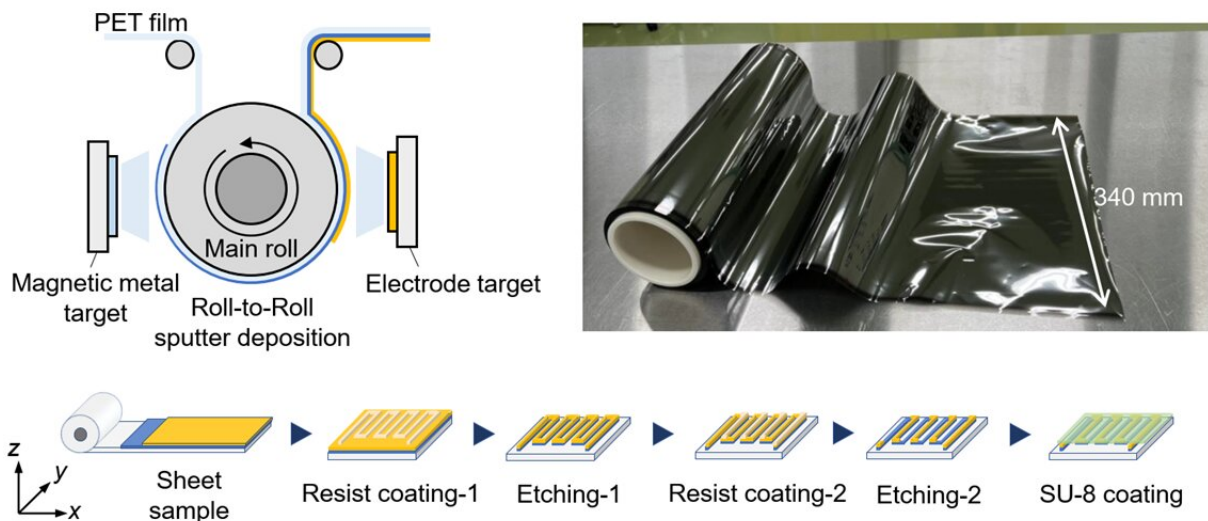 PET film
Main roll
Magnetic metal
target
Electrode target
Roll-to-Roll
sputter deposition
340 mm
z
y
x
Sheet
sample
Resist coating-1
Etching-1
Resist coating-2
Etching-2
SU-8 coating